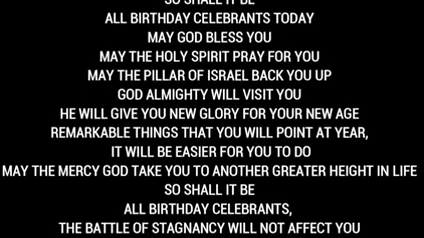 SO SHALL IT BE
ALL BIRTHDAY CELEBRANTS TODAY
MAY GOD BLESS YOU
MAY THE HOLY SPIRIT PRAY FOR YOU
MAY THE PILLAR OF ISRAEL BACK YOU UP
GOD ALMIGHTY WILL VISIT YOU
HE WILL GIVE YOU NEW GLORY FOR YOUR NEW AGE
REMARKABLE THINGS THAT YOU WILL POINT AT YEAR,
IT WILL BE EASIER FOR YOU TO DO
MAY THE MERCY GOD TAKE YOU TO ANOTHER GREATER HEIGHT IN LIFE
SO SHALL IT BE
ALL BIRTHDAY CELEBRANTS,
THE BATTLE OF STAGNANCY WILL NOT AFFECT YOU